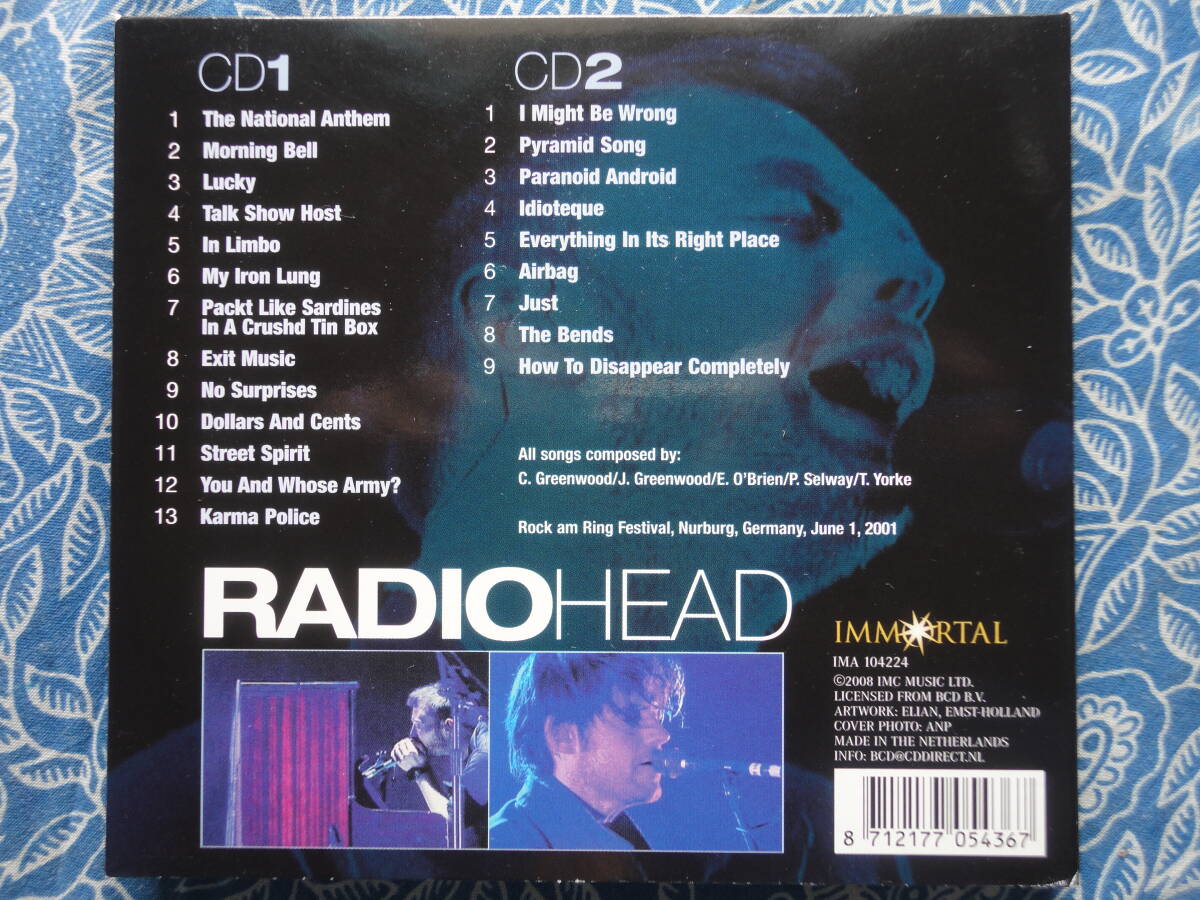 CD1
1 The National Anthem
2 Morning Bell
3 Lucky
4 Talk Show Host
5 In Limbo
6 My Iron Lung
7 Packt Like Sardines
In A Crushd Tin Box
8 Exit Music
9 No Surprises
10 Dollars And Cents
11 Street Spirit
12 You And Whose Army?
13 Karma Police
CD2
1 I Might Be Wrong
2 Pyramid Song
3 Paranoid Android
4 Idioteque
5 Everything In Its Right Place
6 Airbag
7 Just
8 The Bends
9 How To Disappear Completely
All songs composed by:
C. Greenwood/J. Greenwood/E. O'Brien/P. Selway/T. Yorke
Rock am Ring Festival, Nurburg, Germany, June 1, 2001
RADIOHEAD
IMMORTAL
IMA 104224
©2008 IMC MUSIC LTD.
LICENSED FROM BCD B.V.
ARTWORK: ELIAN, EMST-HOLLAND
COVER PHOTO: ANP
MADE IN THE NETHERLANDS
INFO: BCD@CDDIRECT.NL
8 712177 054367